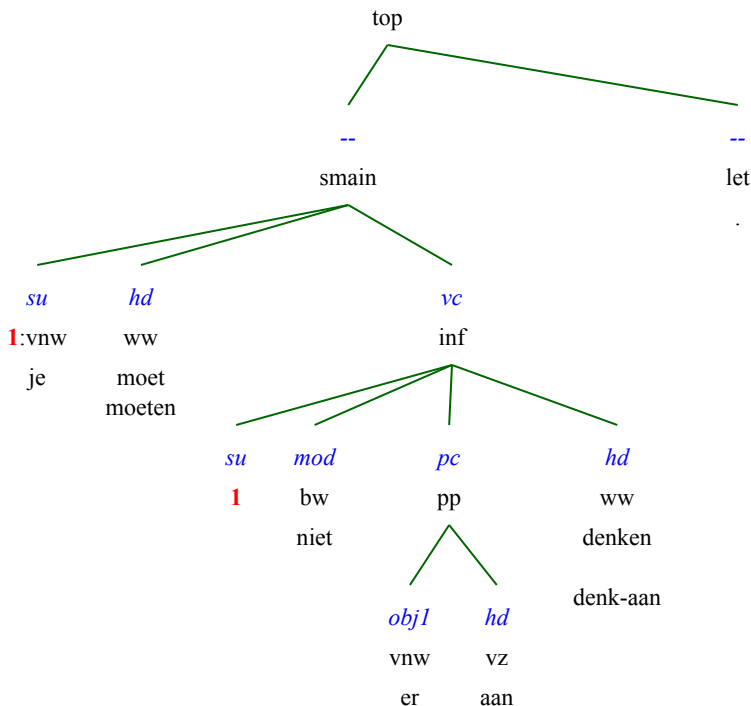 top
-- --
smain let
.
su hd vc
1:vnw ww inf
je moet
moeten
su mod pc hd
1 bw pp ww
niet denken
denk-aan
obj1 hd
vnw vz
er aan